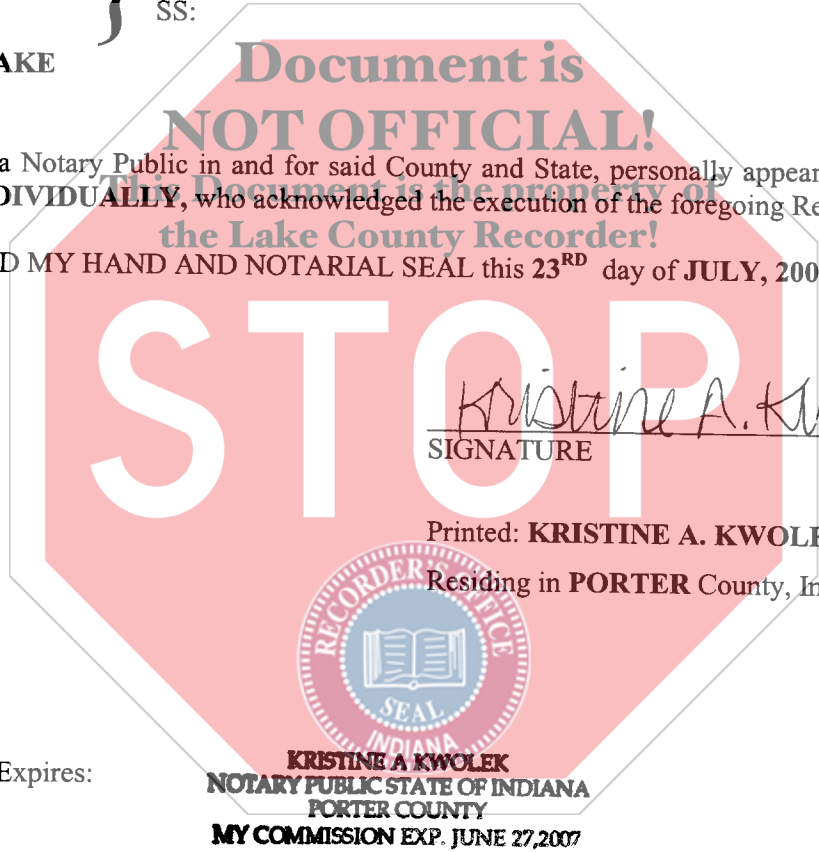 SS:
AKE
Document is
NOT OFFICIAL!
a Notary Public in and for said County and State, personally appear
This Document is the property of
DIVIDUALLY, who acknowledged the execution of the foregoing Re
the Lake County Recorder!
D MY HAND AND NOTARIAL SEAL this 23RD day of JULY, 200
STOP
Kristine A. Kw
SIGNATURE
Printed: KRISTINE A. KWOLE
Residing in PORTER County, In
RECORDER'S OFFICE
SEAL
INDIANA
Expires:
KRISTINE A KWOLEK
NOTARY PUBLIC STATE OF INDIANA
PORTER COUNTY
MY COMMISSION EXP. JUNE 27,2007